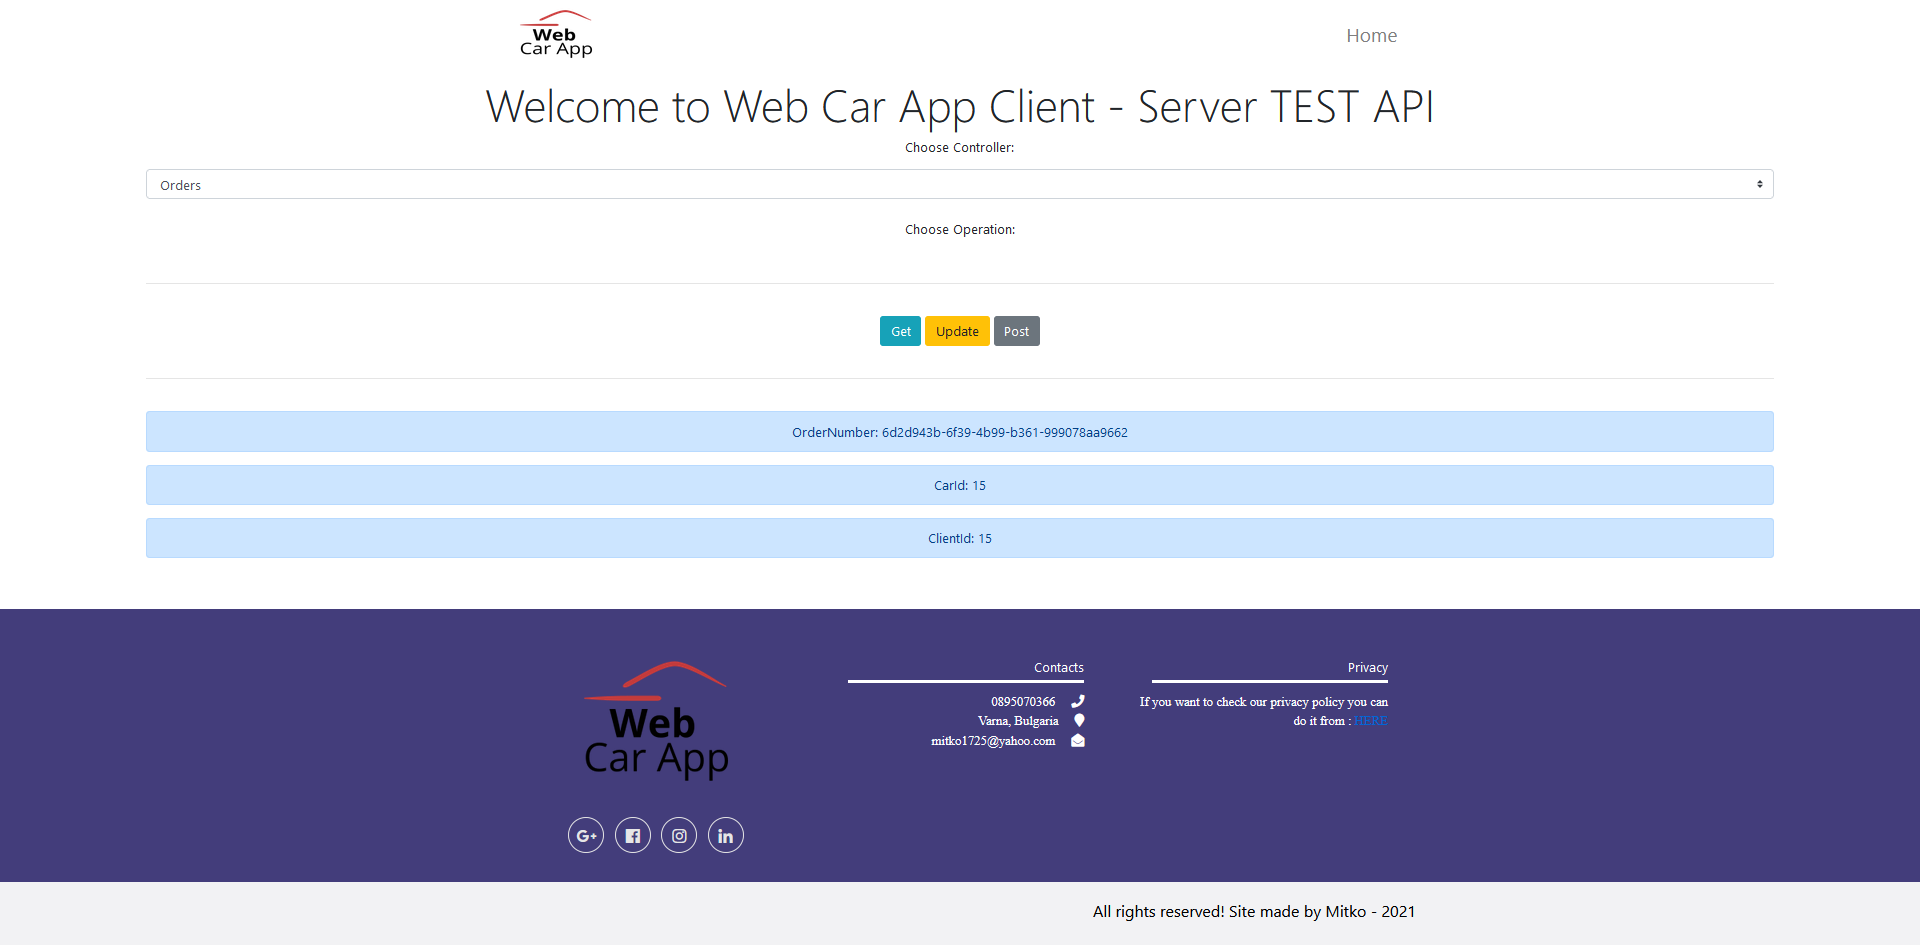 Web
Car App
Home
Welcome to Web Car App Client - Server TEST API
Choose Controller:
Orders
Choose Operation:
Get
Update
Post
OrderNumber: 6d2d943b-6f39-4b99-b361-999078aa9662
CarId: 15
ClientId: 15
Web
Car App
Contacts
0895070366
Varna, Bulgaria
mitko1725@yahoo.com
Privacy
If you want to check our privacy policy you can
do it from : HERE
G+
in
All rights reserved! Site made by Mitko - 2021